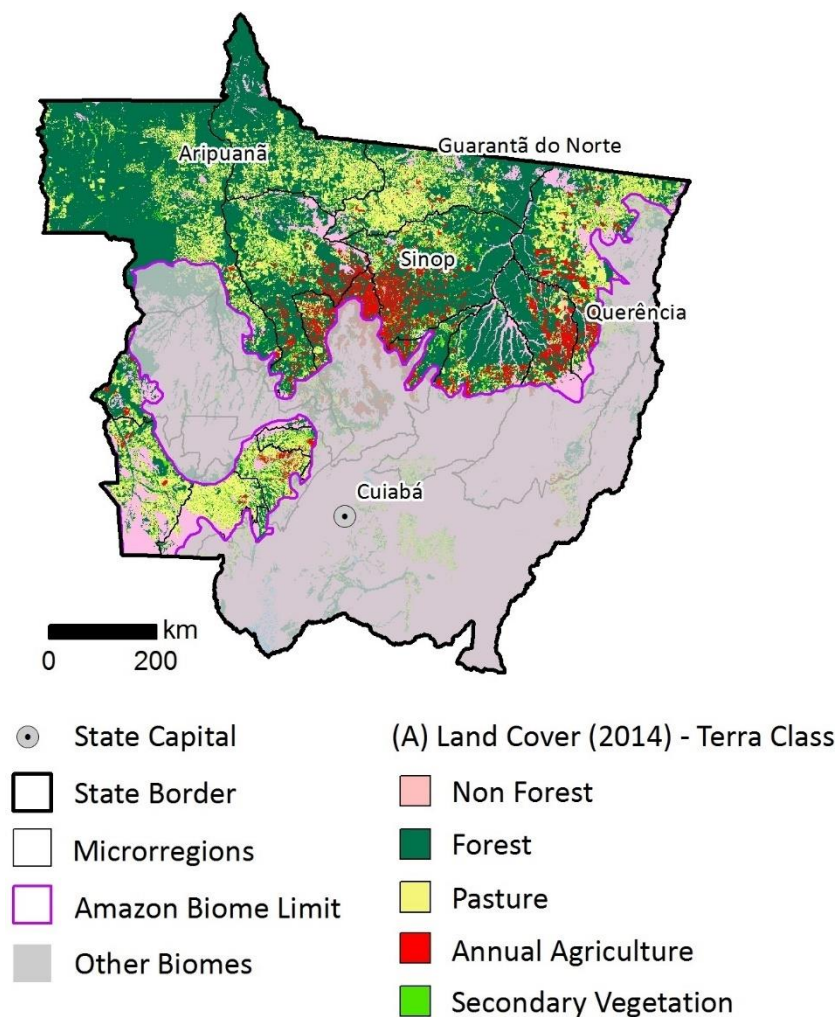 Guarantã do Norte
Aripuanã
Sinop
Querência
Cuiabá
km
0 200
State Capital
State Border
Microrregions
Amazon Biome Limit
Other Biomes
(A) Land Cover (2014) - Terra Class
Non Forest
Forest
Pasture
Annual Agriculture
Secondary Vegetation